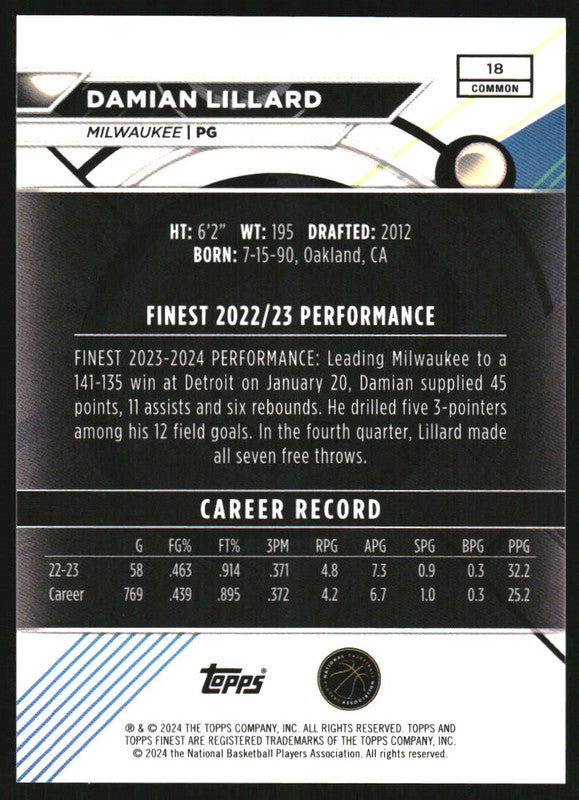 18
COMMON
DAMIAN LILLARD
MILWAUKEE | PG
HT: 6'2" WT: 195 DRAFTED: 2012
BORN: 7-15-90, Oakland, CA
FINEST 2022/23 PERFORMANCE
FINEST 2023-2024 PERFORMANCE: Leading Milwaukee to a
141-135 win at Detroit on January 20, Damian supplied 45
points, 11 assists and six rebounds. He drilled five 3-pointers
among his 12 field goals. In the fourth quarter, Lillard made
all seven free throws.
CAREER RECORD
G FG% FT% 3PM RPG APG SPG BPG PPG
22-23 58 .463 .914 .371 4.8 7.3 0.9 0.3 32.2
Career 769 .439 .895 .372 4.2 6.7 1.0 0.3 25.2
topps®
NATIONAL BASKETBALL PLAYERS ASSOCIATION
® & © 2024 THE TOPPS COMPANY, INC. ALL RIGHTS RESERVED. TOPPS AND
TOPPS FINEST ARE REGISTERED TRADEMARKS OF THE TOPPS COMPANY, INC.
© 2024 the National Basketball Players Association. All rights reserved.